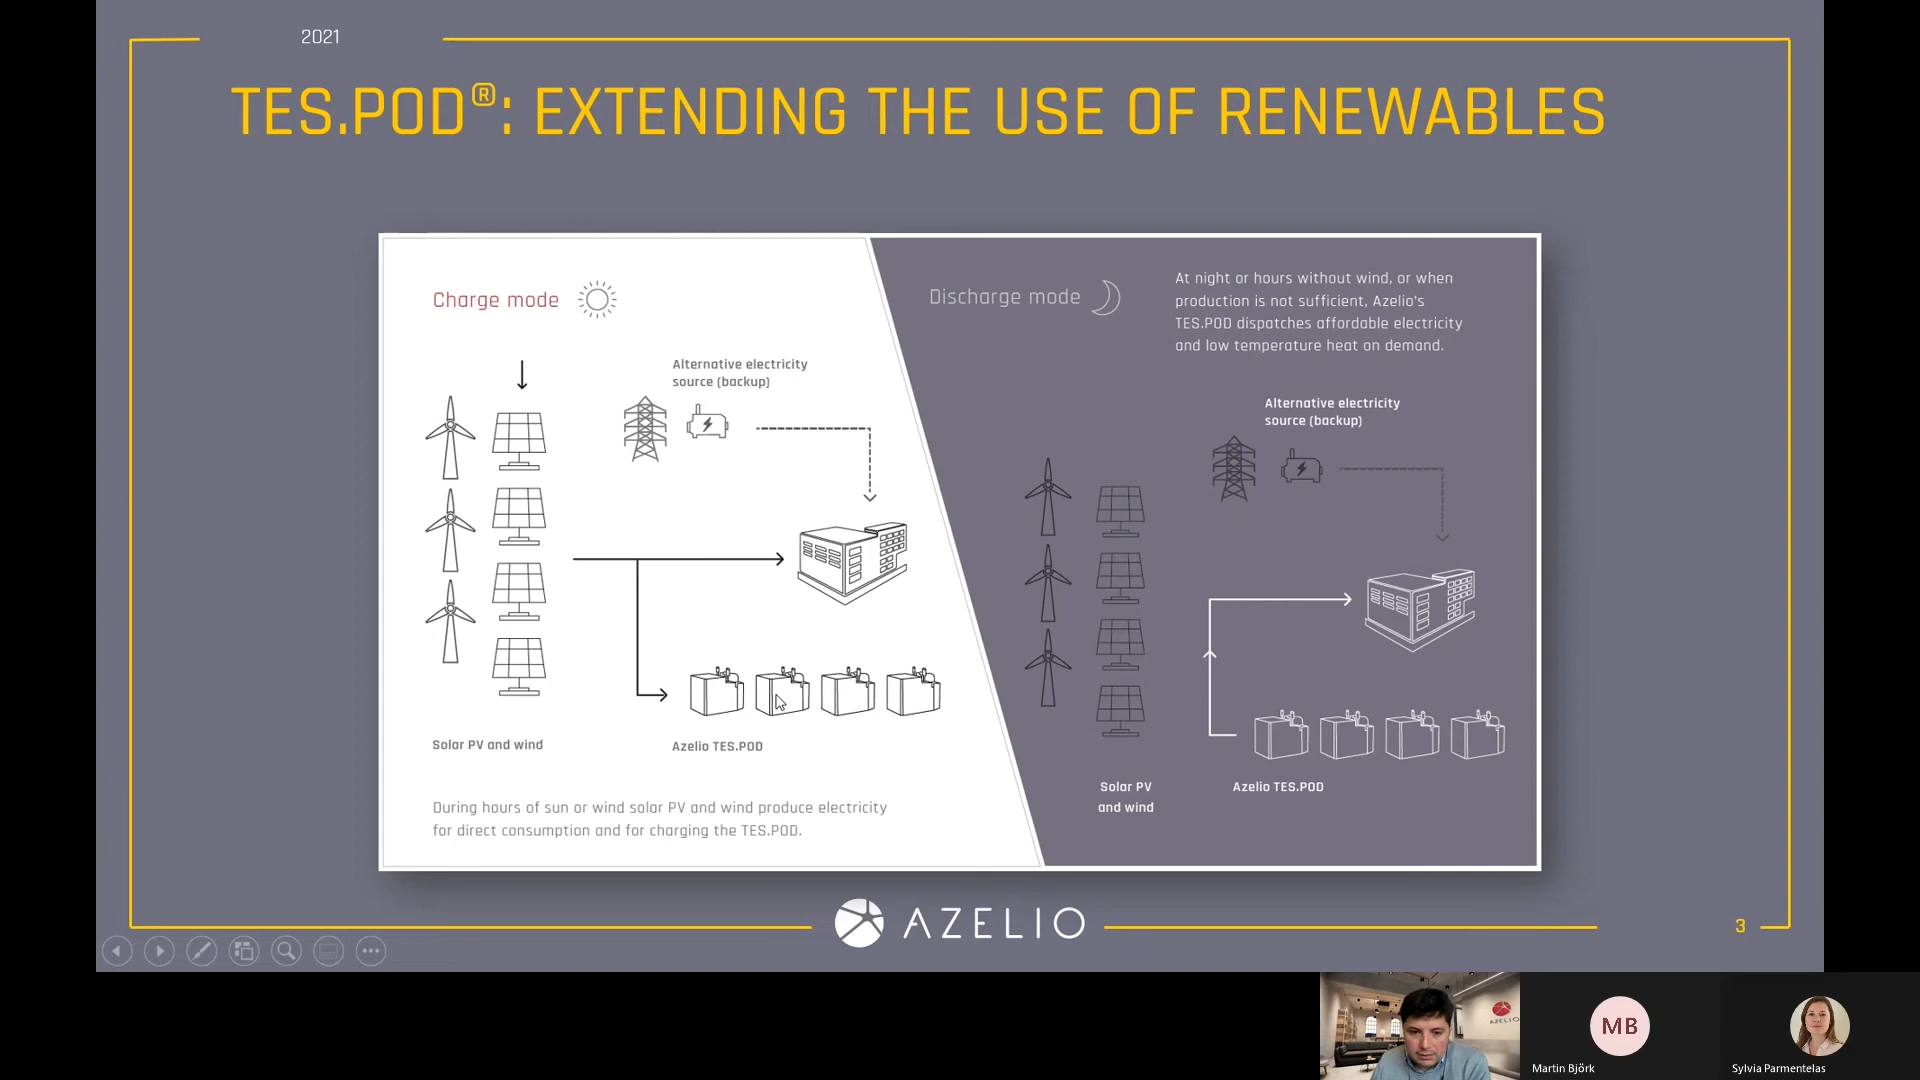 2021
TES.POD®: EXTENDING THE USE OF RENEWABLES
Charge mode
Alternative electricity
source (backup)
Solar PV and wind
Azelio TES.POD
During hours of sun or wind solar PV and wind produce electricity
for direct consumption and for charging the TES.POD.
Discharge mode
At night or hours without wind, or when
production is not sufficient, Azelio's
TES.POD dispatches affordable electricity
and low temperature heat on demand.
Alternative electricity
source (backup)
Solar PV
and wind
Azelio TES.POD
AZELIO
3
AZELIO
MB
Martin Björk
Sylvia Parmentelas